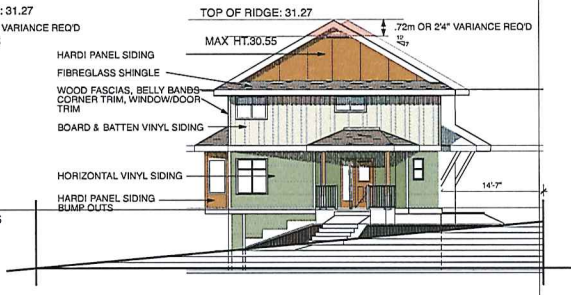 : 31.27
VARIANCE REQ'D
TOP OF RIDGE: 31.27
.72m OR 2'4" VARIANCE REQ'D
MAX HT.30.55
12
HARDI PANEL SIDING
FIBREGLASS SHINGLE
WOOD FASCIAS, BELLY BANDS
CORNER TRIM, WINDOW/DOOR
TRIM
BOARD & BATTEN VINYL SIDING
HORIZONTAL VINYL SIDING
14'-7"
HARDI PANEL SIDING
BUMP OUTS